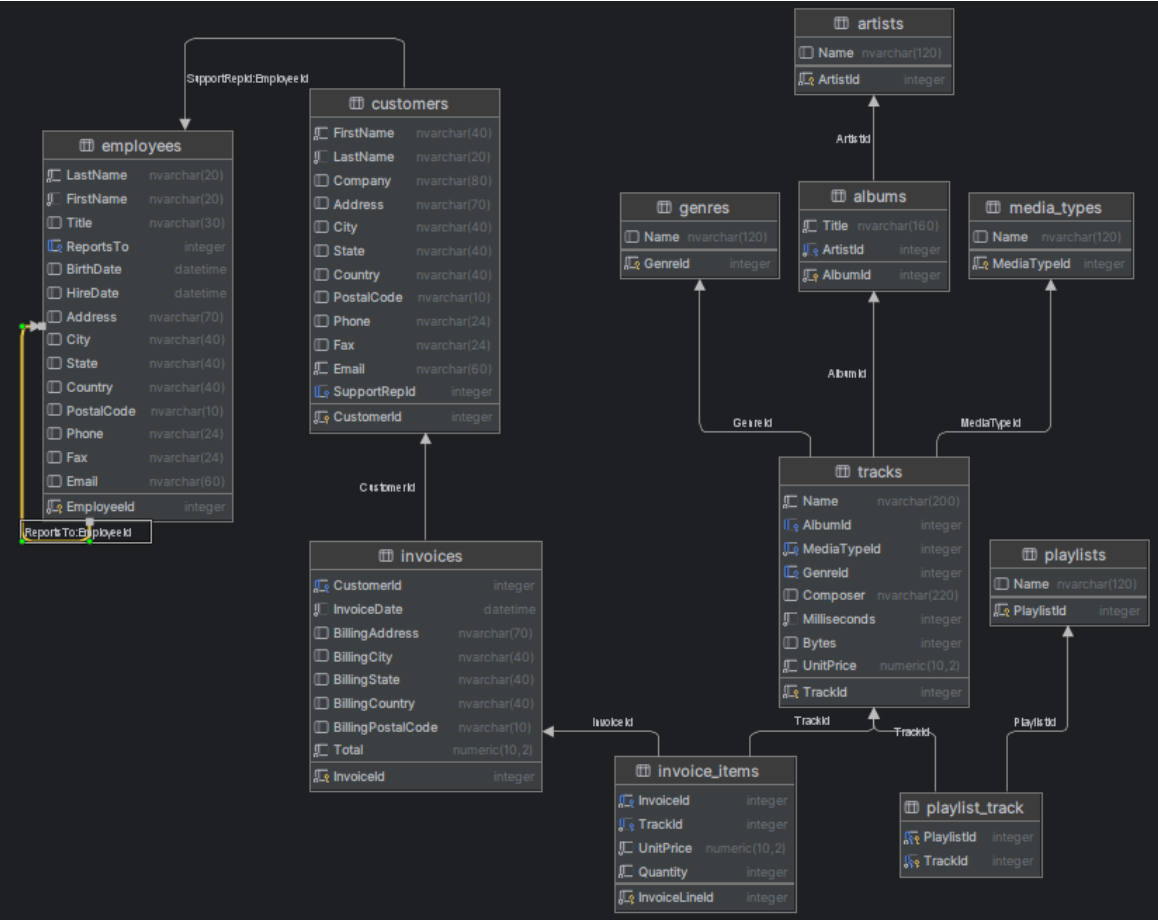 artists
Name nvarchar(120)
ArtistId integer
SupportRepId:EmployeeId
customers
FirstName nvarchar(40)
LastName nvarchar(20)
Company nvarchar(80)
Address nvarchar(70)
City nvarchar(40)
State nvarchar(40)
Country nvarchar(40)
PostalCode nvarchar(10)
Phone nvarchar(24)
Fax nvarchar(24)
Email nvarchar(60)
SupportRepId integer
CustomerId integer
employees
LastName nvarchar(20)
FirstName nvarchar(20)
Title nvarchar(30)
ReportsTo integer
BirthDate datetime
HireDate datetime
Address nvarchar(70)
City nvarchar(40)
State nvarchar(40)
Country nvarchar(40)
PostalCode nvarchar(10)
Phone nvarchar(24)
Fax nvarchar(24)
Email nvarchar(60)
EmployeeId integer
ReportsTo:EmployeeId
ArtistId
genres
Name nvarchar(120)
GenreId integer
albums
Title nvarchar(160)
ArtistId integer
AlbumId integer
media_types
Name nvarchar(120)
MediaTypeId integer
AlbumId
GenreId
MediaTypeId
CustomerId
tracks
Name nvarchar(200)
AlbumId integer
MediaTypeId integer
GenreId integer
Composer nvarchar(220)
Milliseconds integer
Bytes integer
UnitPrice numeric(10,2)
TrackId integer
playlists
Name nvarchar(120)
PlaylistId integer
invoices
CustomerId integer
InvoiceDate datetime
BillingAddress nvarchar(70)
BillingCity nvarchar(40)
BillingState nvarchar(40)
BillingCountry nvarchar(40)
BillingPostalCode nvarchar(10)
Total numeric(10,2)
InvoiceId integer
InvoiceId
TrackId
TrackId
PlaylistId
invoice_items
InvoiceId integer
TrackId integer
UnitPrice numeric(10,2)
Quantity integer
InvoiceLineId integer
playlist_track
PlaylistId integer
TrackId integer